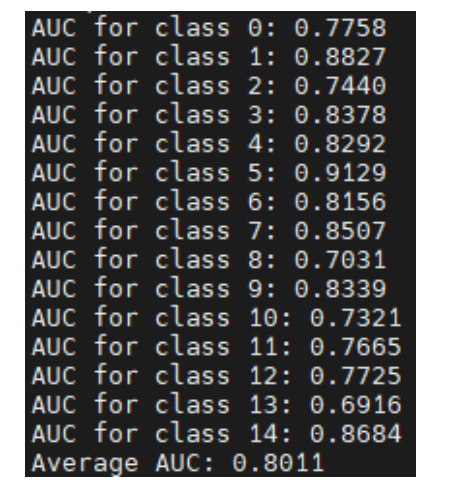 AUC for class 0: 0.7758
AUC for class 1: 0.8827
AUC for class 2: 0.7440
AUC for class 3: 0.8378
AUC for class 4: 0.8292
AUC for class 5: 0.9129
AUC for class 6: 0.8156
AUC for class 7: 0.8507
AUC for class 8: 0.7031
AUC for class 9: 0.8339
AUC for class 10: 0.7321
AUC for class 11: 0.7665
AUC for class 12: 0.7725
AUC for class 13: 0.6916
AUC for class 14: 0.8684
Average AUC: 0.8011